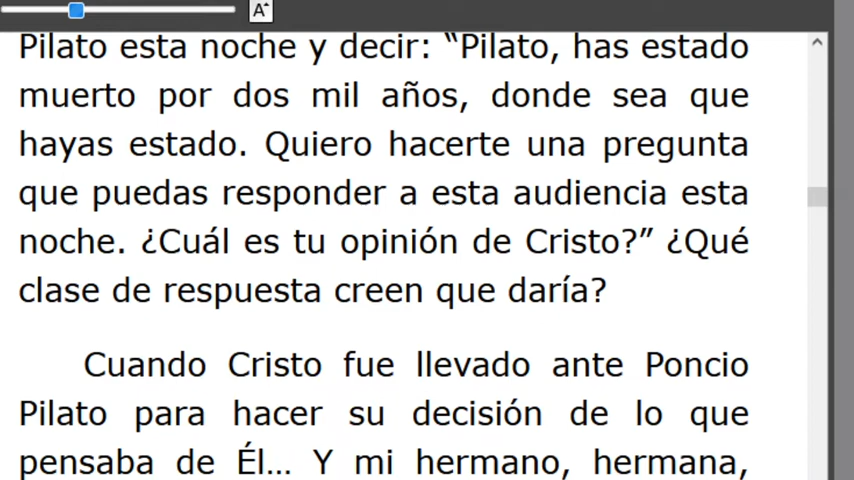 A
Pilato esta noche y decir: “Pilato, has estado
muerto por dos mil años, donde sea que
hayas estado. Quiero hacerte una pregunta
que puedas responder a esta audiencia esta
noche. ¿Cuál es tu opinión de Cristo?” ¿Qué
clase de respuesta creen que daría?
Cuando Cristo fue llevado ante Poncio
Pilato para hacer su decisión de lo que
pensaba de Él... Y mi hermano, hermana,